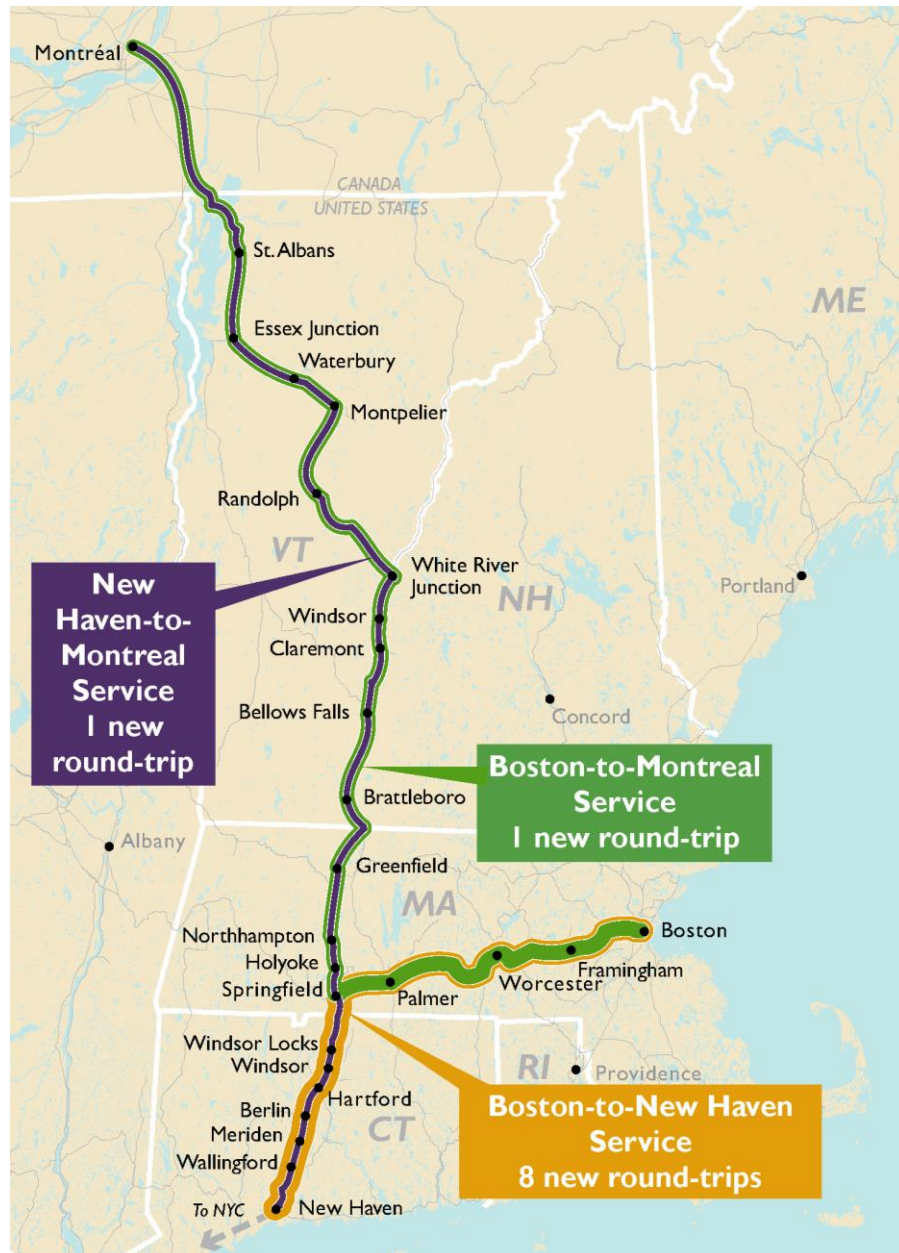 Montréal
CANADA
UNITED STATES
St. Albans
ME
Essex Junction
Waterbury
Montpelier
Randolph
VT
White River
Junction
NH
Portland
New
Haven-to-
Montreal
Service
1 new
round-trip
Windsor
Claremont
Bellows Falls
Concord
Boston-to-Montreal
Service
1 new round-trip
Brattleboro
Albany
Greenfield
MA
Northhampton
Holyoke
Springfield
Boston
Framingham
Worcester
Palmer
Windsor Locks
Windsor
RI
Providence
Hartford
Berlin
Meriden
CT
Wallingford
Boston-to-New Haven
Service
8 new round-trips
To NYC
New Haven